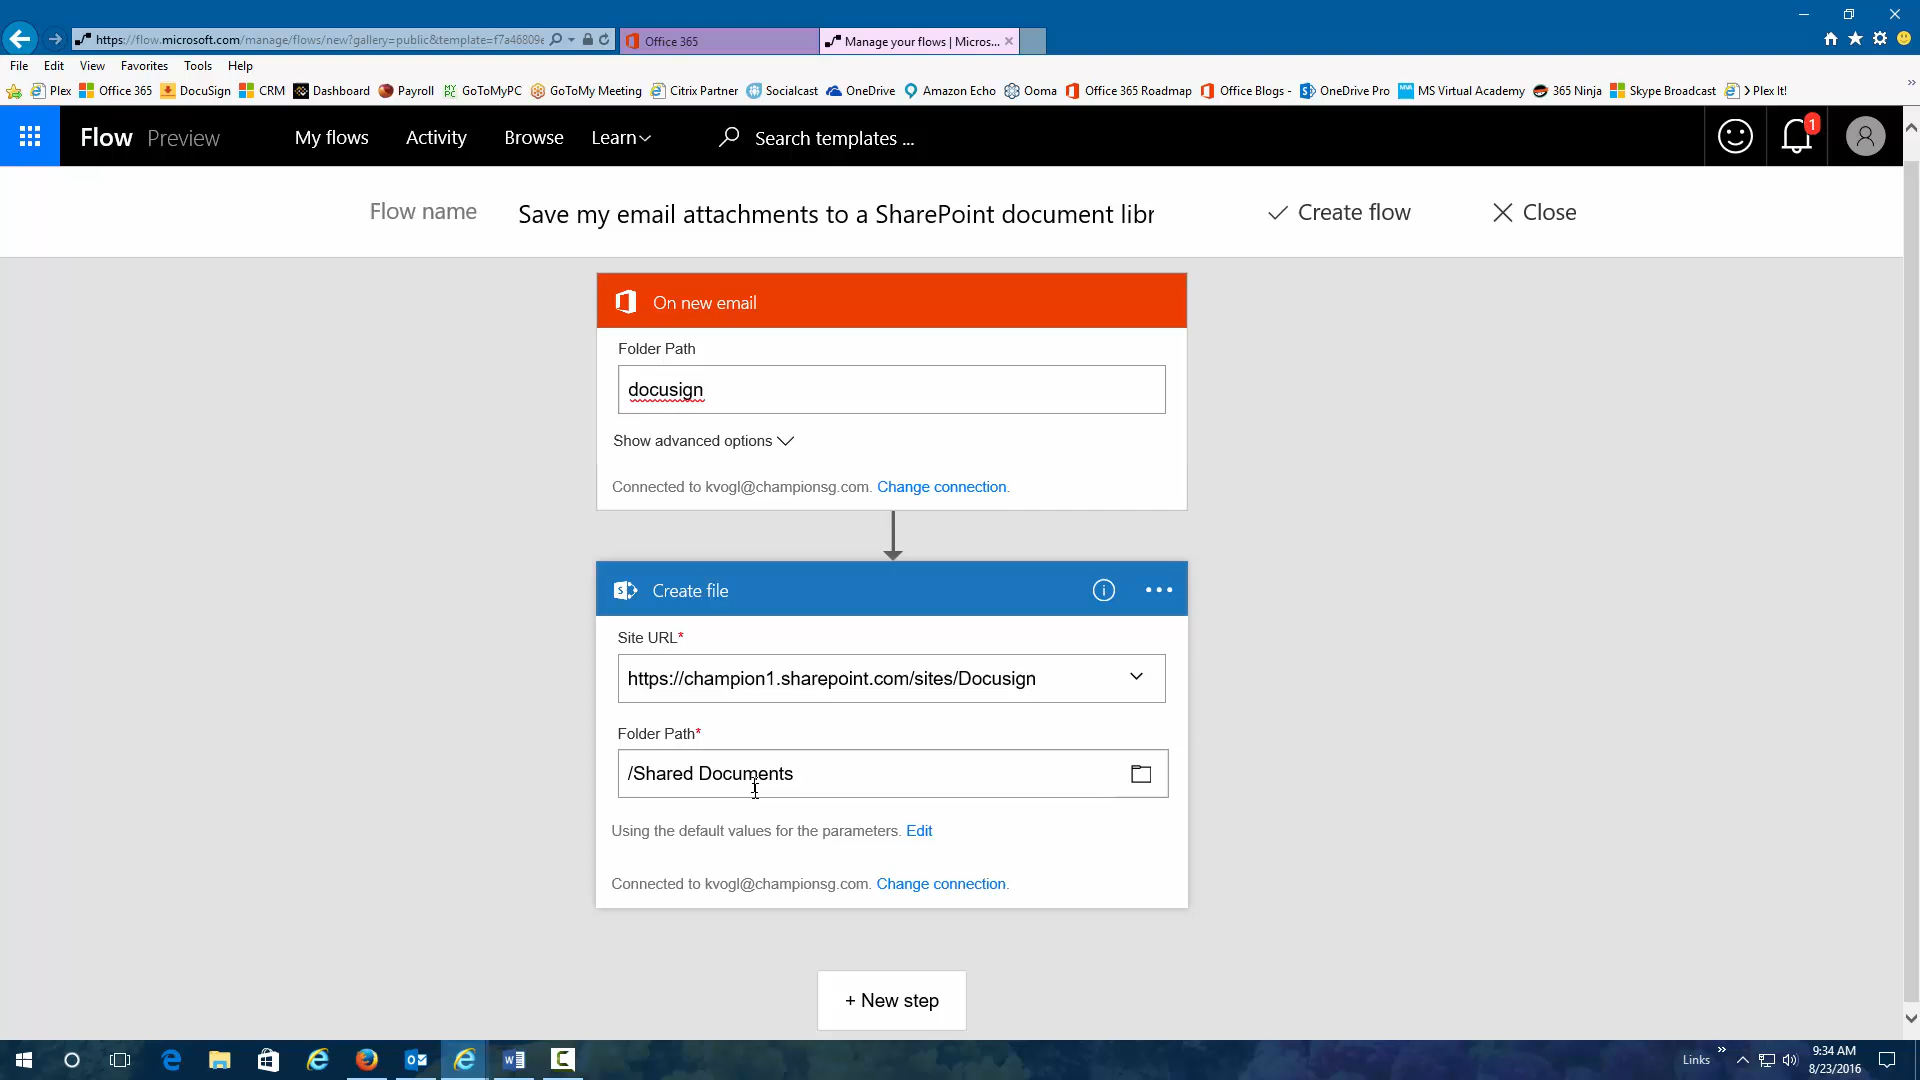 https://flow.microsoft.com/manage/flows/new?gallery=public&template=f7a46809e
Office 365
Manage your flows | Micros...
File Edit View Favorites Tools Help
Plex Office 365 DocuSign CRM Dashboard Payroll GoToMyPC GoToMy Meeting Citrix Partner Socialcast OneDrive Amazon Echo Ooma Office 365 Roadmap Office Blogs - OneDrive Pro MS Virtual Academy 365 Ninja Skype Broadcast > Plex It! »
Flow Preview My flows Activity Browse Learn Search templates ... 1
Flow name Save my email attachments to a SharePoint document libr Create flow Close
On new email
Folder Path
docusign
Show advanced options
Connected to kvogl@championsg.com. Change connection.
Create file
Site URL*
https://champion1.sharepoint.com/sites/Docusign
Folder Path*
/Shared Documents
Using the default values for the parameters. Edit
Connected to kvogl@championsg.com. Change connection.
+ New step
Links »
9:34 AM
8/23/2016